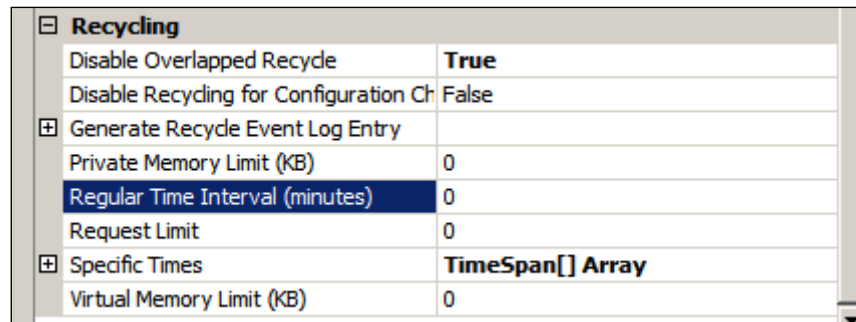 Recycling
Disable Overlapped Recycle True
Disable Recycling for Configuration Ch False
Generate Recycle Event Log Entry
Private Memory Limit (KB) 0
Regular Time Interval (minutes) 0
Request Limit 0
Specific Times TimeSpan[] Array
Virtual Memory Limit (KB) 0